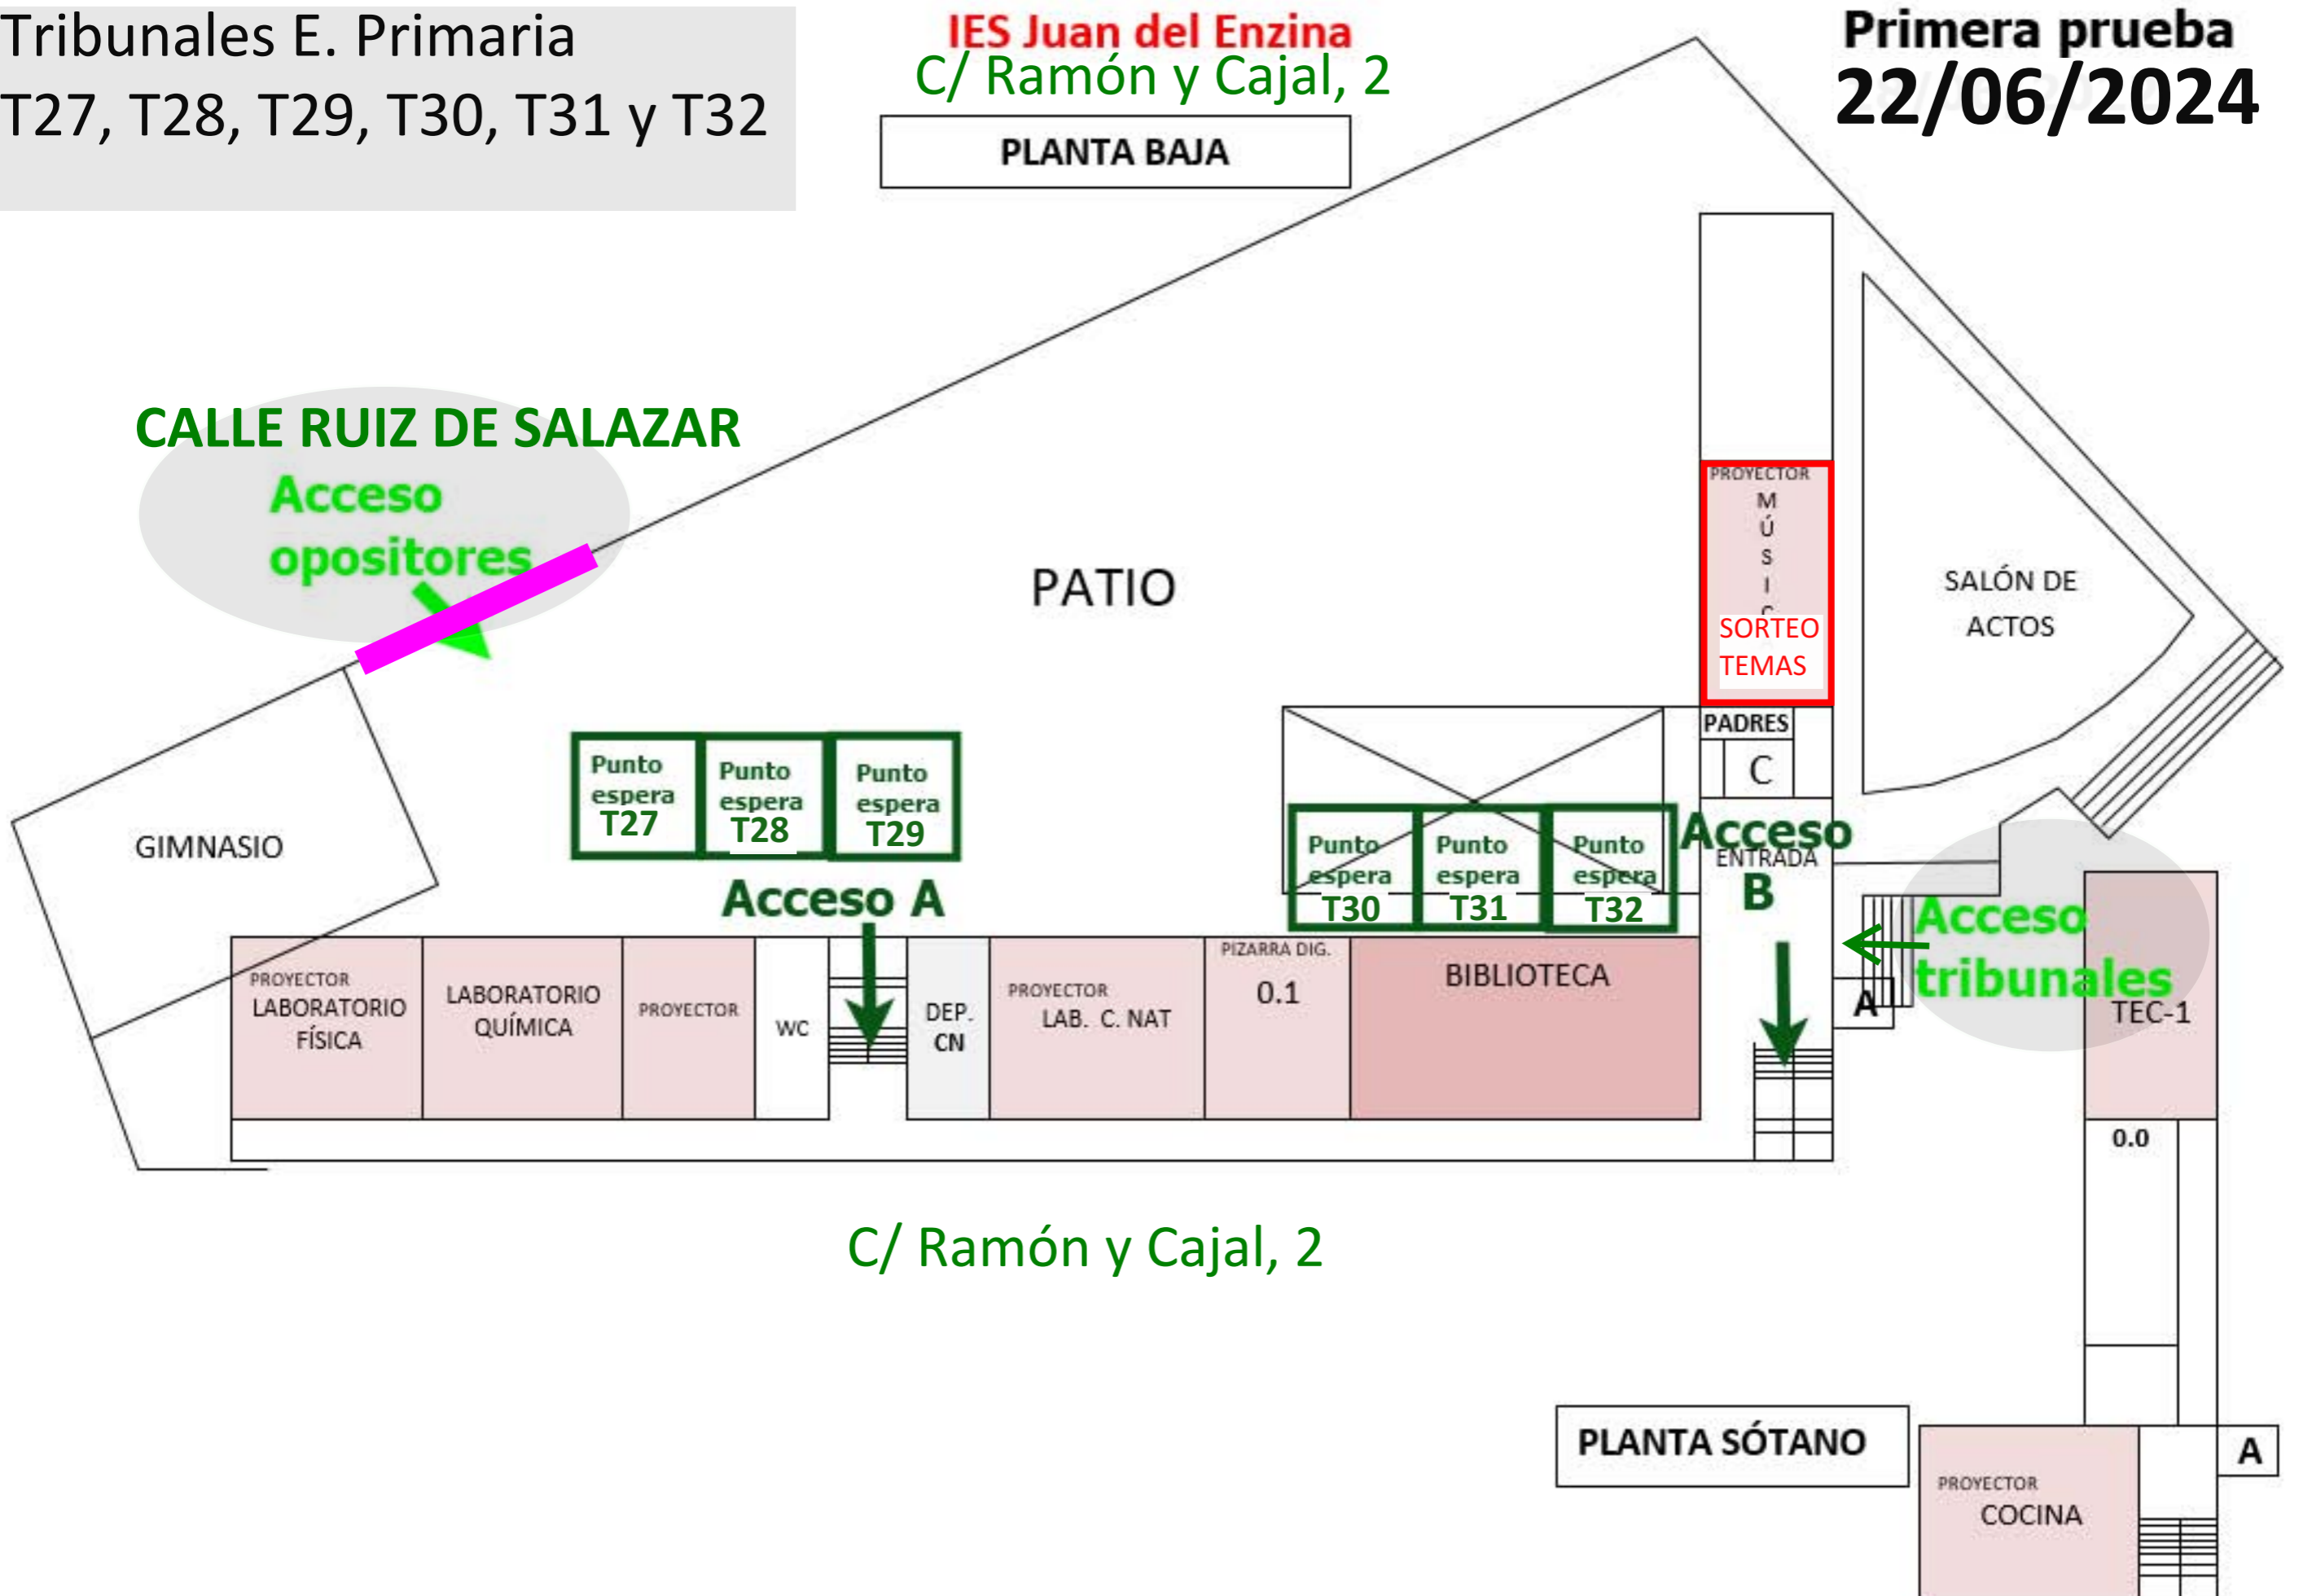 Tribunales E. Primaria
T27, T28, T29, T30, T31 y T32
IES Juan del Enzina
C/ Ramón y Cajal, 2
PLANTA BAJA
Primera prueba
22/06/2024
CALLE RUIZ DE SALAZAR
Acceso
opositores
PATIO
PROYECTOR
M
Ú
S
I
C
SORTEO
TEMAS
SALÓN DE
ACTOS
PADRES
C
GIMNASIO
Punto
espera
T27
Punto
espera
T28
Punto
espera
T29
Acceso A
Punto
espera
T30
Punto
espera
T31
Punto
espera
T32
Acceso
ENTRADA
B
Acceso
tribunales
A
TEC-1
0.0
PROYECTOR
LABORATORIO
FÍSICA
LABORATORIO
QUÍMICA
PROYECTOR
WC
DEP.
CN
PROYECTOR
LAB. C. NAT
PIZARRA DIG.
0.1
BIBLIOTECA
C/ Ramón y Cajal, 2
PLANTA SÓTANO
A
PROYECTOR
COCINA